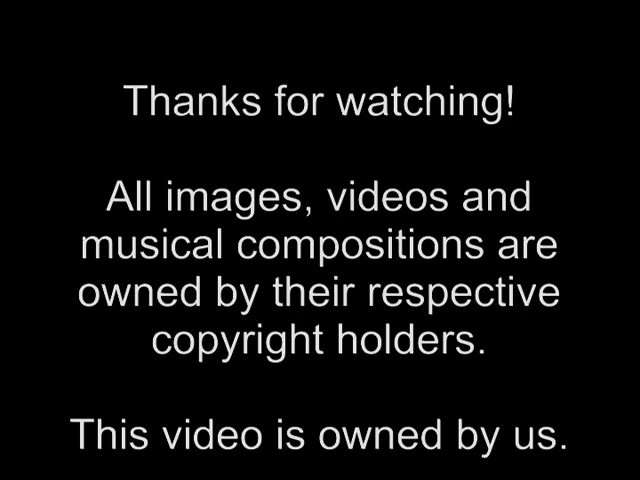 Thanks for watching!
All images, videos and
musical compositions are
owned by their respective
copyright holders.
This video is owned by us.